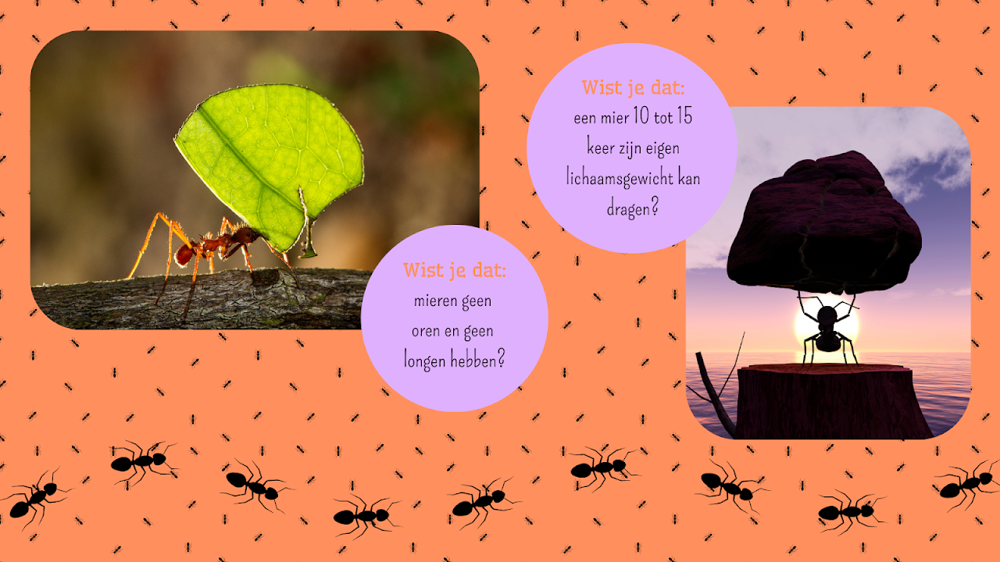 Wist je dat:
een mier 10 tot 15
keer zijn eigen
lichaamsgewicht kan
dragen?
Wist je dat:
mieren geen
oren en geen
longen hebben?